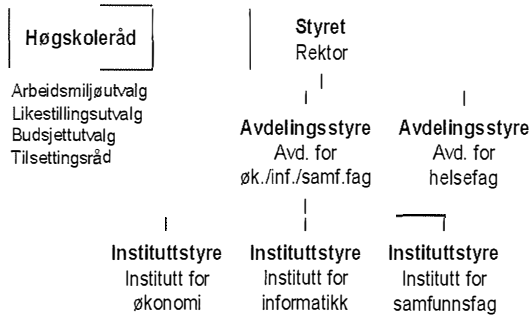 Høgskoleråd
Arbeidsmiljøutvalg
Likestillingsutvalg
Budsjettutvalg
Tilsettingsråd
Styret
Rektor
Avdelingsstyre
Avd. for
øk./inf./samf.fag
Avdelingsstyre
Avd. for
helsefag
Instituttstyre
Institutt for
økonomi
Instituttstyre
Institutt for
informatikk
Instituttstyre
Institutt for
samfunnsfag